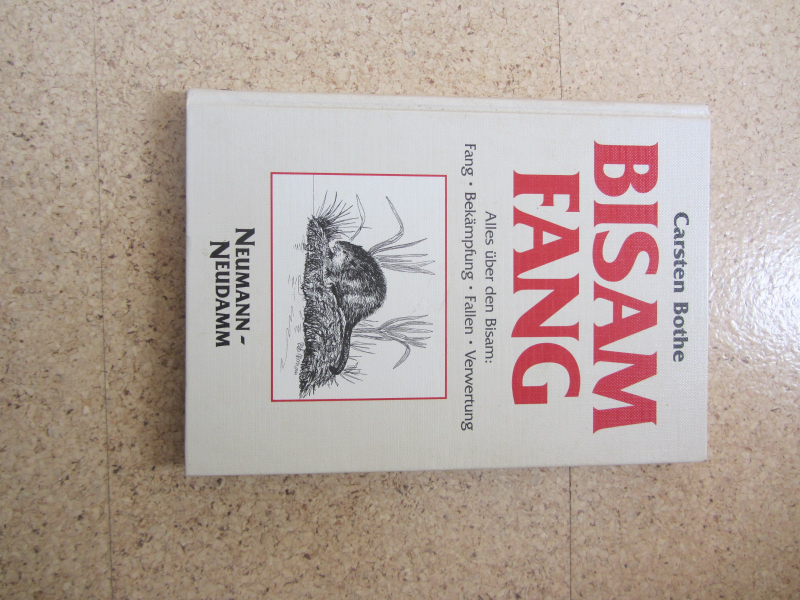 Carsten Bothe
BISAM
FANG
Alles über den Bisam:
Fang · Bekämpfung · Fallen · Verwertung
NEUMANN-
NEUDAMM